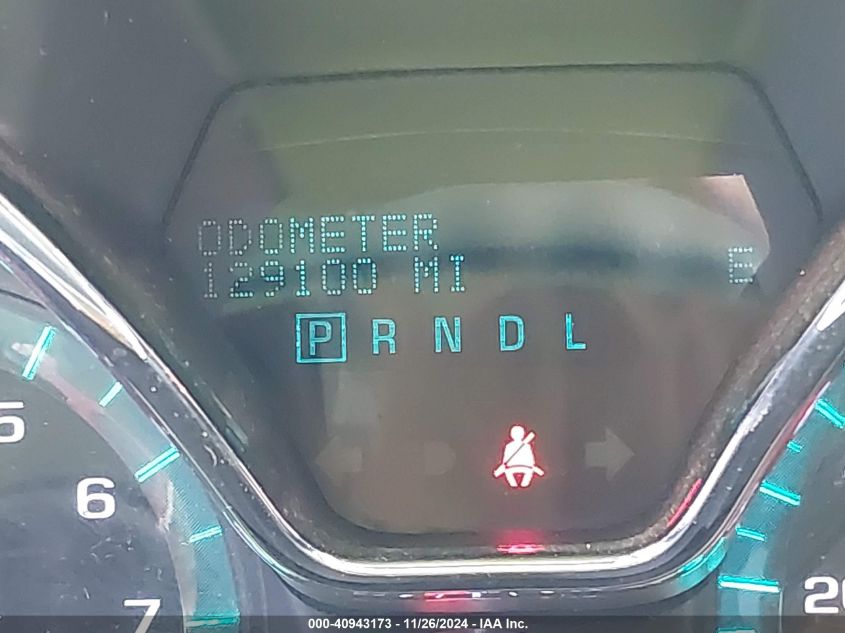 ODOMETER
129100 MI E
P R N D L
5
6
7
20
000-40943173 - 11/26/2024 - IAA Inc.